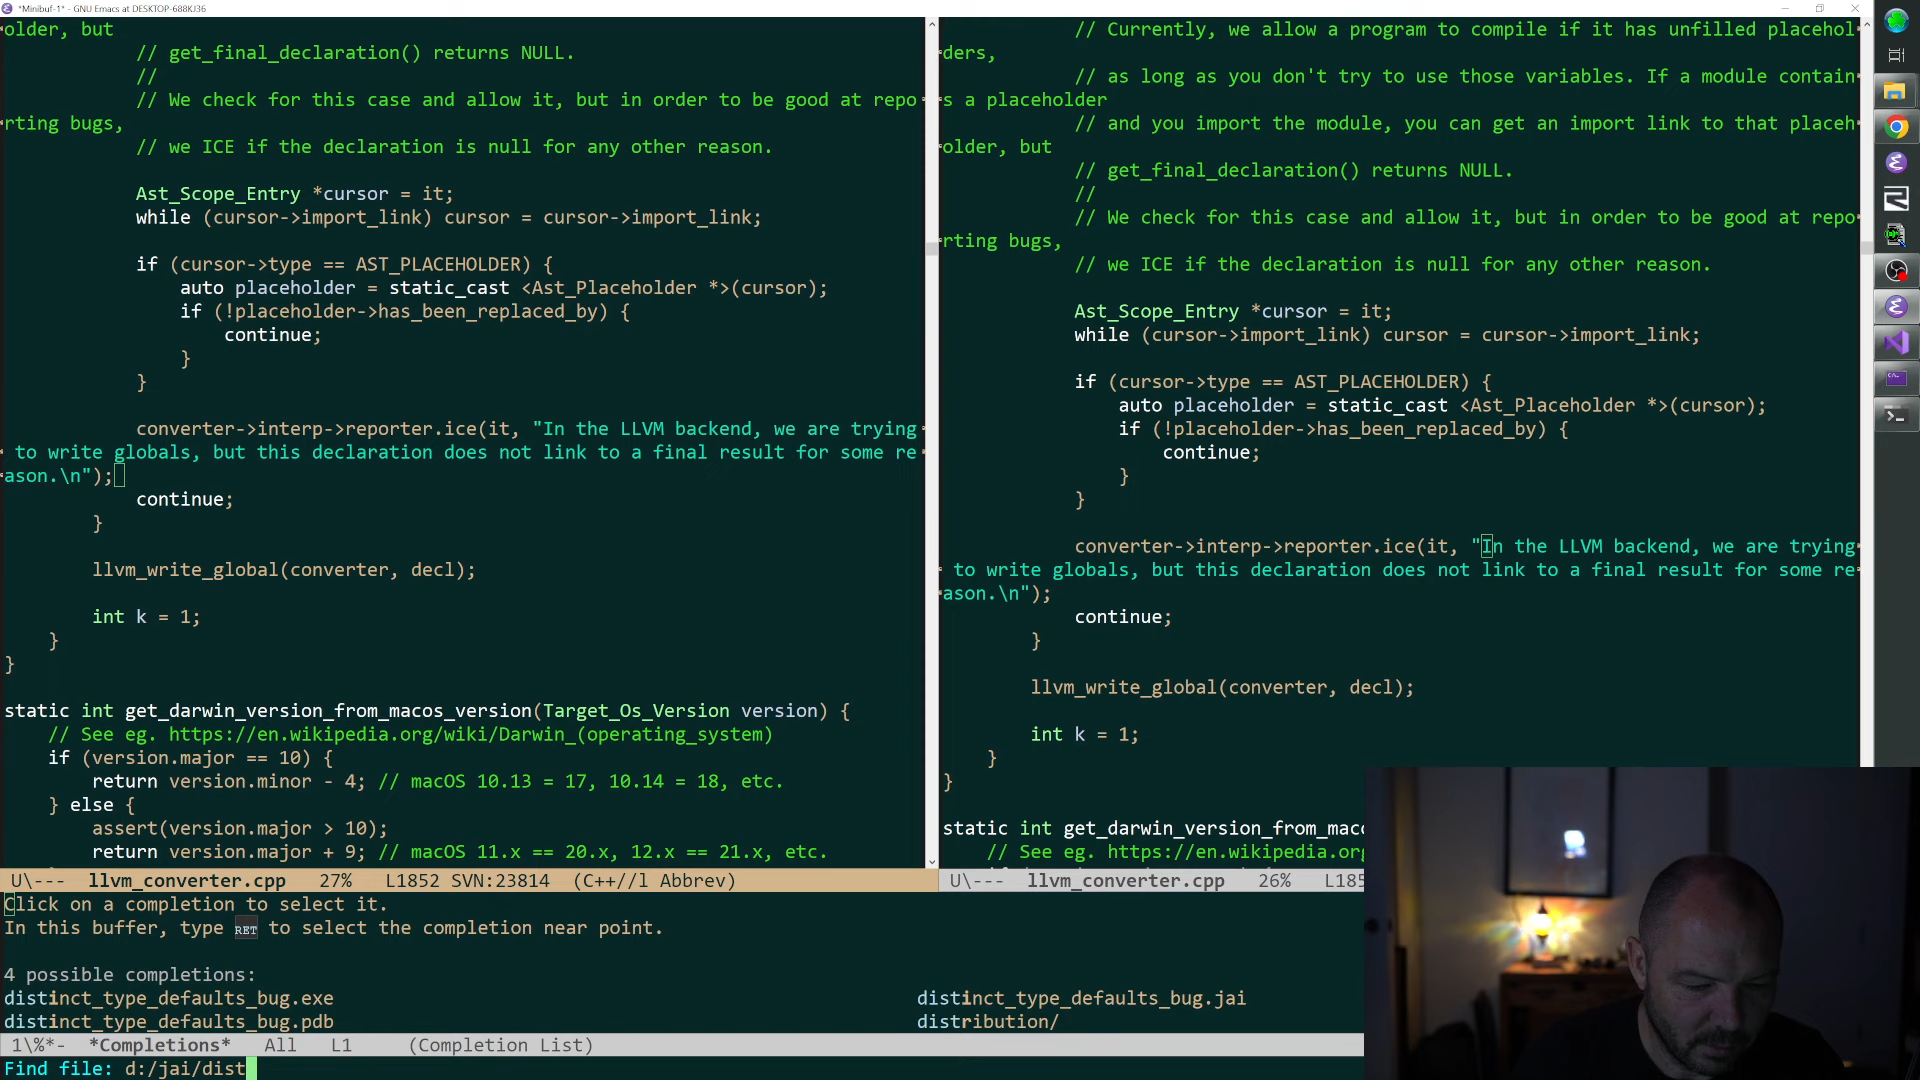 *Minibuf-1* - GNU Emacs at DESKTOP-688KJ36
older, but
// get_final_declaration() returns NULL.
//
// We check for this case and allow it, but in order to be good at repo
rting bugs,
// we ICE if the declaration is null for any other reason.
Ast_Scope_Entry *cursor = it;
while (cursor->import_link) cursor = cursor->import_link;
if (cursor->type == AST_PLACEHOLDER) {
auto placeholder = static_cast <Ast_Placeholder *>(cursor);
if (!placeholder->has_been_replaced_by) {
continue;
}
}
converter->interp->reporter.ice(it, "In the LLVM backend, we are trying
to write globals, but this declaration does not link to a final result for some re
ason.\n");
continue;
}
llvm_write_global(converter, decl);
int k = 1;
}
}
static int get_darwin_version_from_macos_version(Target_Os_Version version) {
// See eg. https://en.wikipedia.org/wiki/Darwin_(operating_system)
if (version.major == 10) {
return version.minor - 4; // macOS 10.13 = 17, 10.14 = 18, etc.
} else {
assert(version.major > 10);
return version.major + 9; // macOS 11.x == 20.x, 12.x == 21.x, etc.
U\--- llvm_converter.cpp 27% L1852 SVN:23814 (C++//l Abbrev)
// Currently, we allow a program to compile if it has unfilled placehol
ders,
// as long as you don't try to use those variables. If a module contain
s a placeholder
// and you import the module, you can get an import link to that placeh
older, but
// get_final_declaration() returns NULL.
//
// We check for this case and allow it, but in order to be good at repo
rting bugs,
// we ICE if the declaration is null for any other reason.
Ast_Scope_Entry *cursor = it;
while (cursor->import_link) cursor = cursor->import_link;
if (cursor->type == AST_PLACEHOLDER) {
auto placeholder = static_cast <Ast_Placeholder *>(cursor);
if (!placeholder->has_been_replaced_by) {
continue;
}
}
converter->interp->reporter.ice(it, "In the LLVM backend, we are trying
to write globals, but this declaration does not link to a final result for some re
ason.\n");
continue;
}
llvm_write_global(converter, decl);
int k = 1;
}
}
static int get_darwin_version_from_maco
// See eg. https://en.wikipedia.org
U\--- llvm_converter.cpp 26% L185
Click on a completion to select it.
In this buffer, type RET to select the completion near point.
4 possible completions:
distinct_type_defaults_bug.exe distinct_type_defaults_bug.jai
distinct_type_defaults_bug.pdb distribution/
1\%*- *Completions* All L1 (Completion List)
Find file: d:/jai/dist